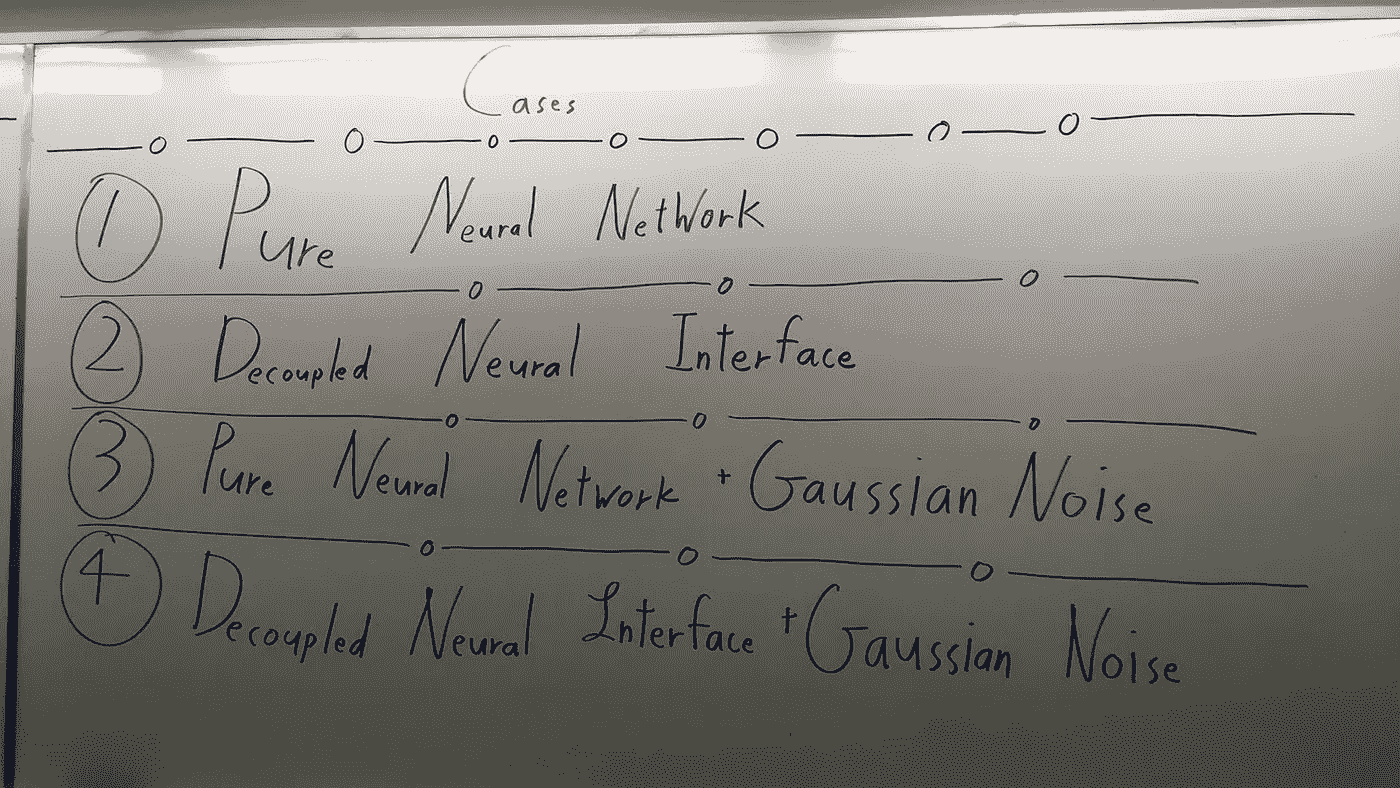 Cases
① Pure Neural Network
② Decoupled Neural Interface
③ Pure Neural Network + Gaussian Noise
④ Decoupled Neural Interface + Gaussian Noise